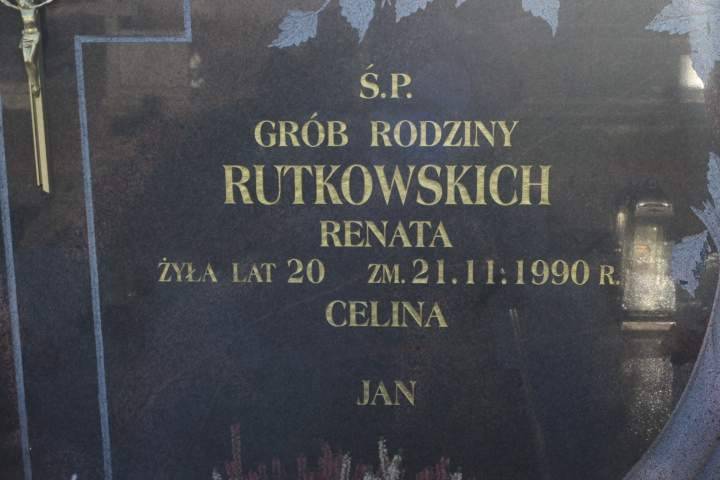 Ś.P.
GRÓB RODZINY
RUTKOWSKICH
RENATA
ŻYŁA LAT 20 ZM. 21.11:1990 R.
CELINA
JAN